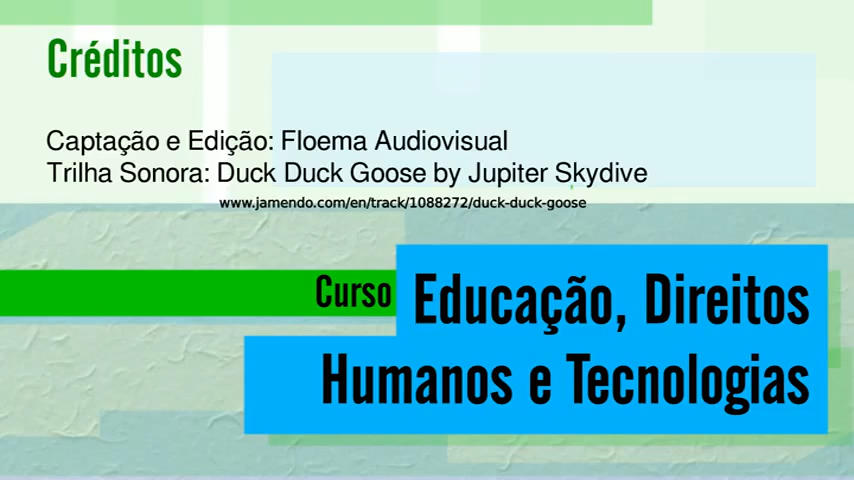 Créditos
Captação e Edição: Floema Audiovisual
Trilha Sonora: Duck Duck Goose by Jupiter Skydive
www.jamendo.com/en/track/1088272/duck-duck-goose
Curso Educação, Direitos
Humanos e Tecnologias